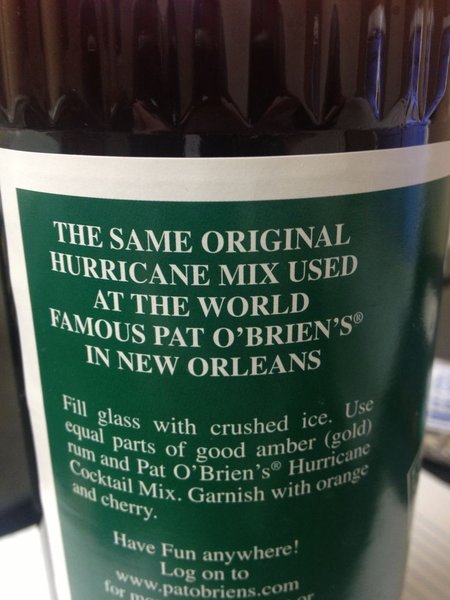 THE SAME ORIGINAL
HURRICANE MIX USED
AT THE WORLD
FAMOUS PAT O'BRIEN'S®
IN NEW ORLEANS
Fill glass with crushed ice. Use
equal parts of good amber (gold)
rum and Pat O'Brien's® Hurricane
Cocktail Mix. Garnish with orange
and cherry.
Have Fun anywhere!
Log on to
www.patobriens.com
for
or